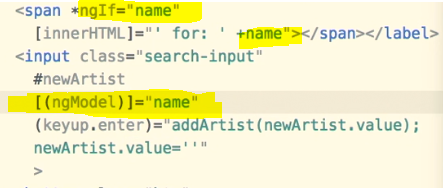 <span *ngIf="name"
[innerHTML]="' for: ' +name"></span></label>
<input class="search-input"
#newArtist
[(ngModel)]="name"
(keyup.enter)="addArtist(newArtist.value);
newArtist.value=''"
>